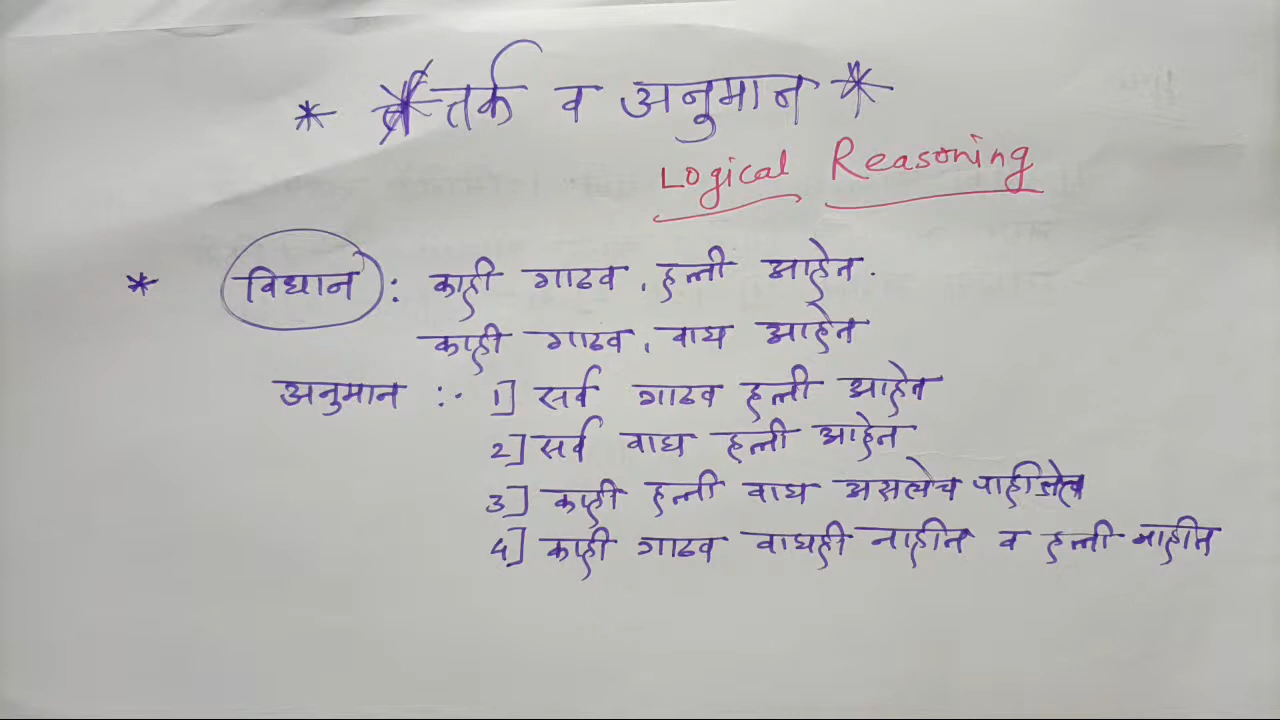 * तर्क व अनुमान *
Logical Reasoning
* विधान : काही गाढव, हत्ती आहेत.
काही गाढव, वाघ आहेत
अनुमान :- 1] सर्व गाढव हत्ती आहेत
2] सर्व वाघ हत्ती आहेत
3] काही हत्ती वाघ असलेच पाहीजेत
4] काही गाढव वाघही नाहीत व हत्ती नाहीत